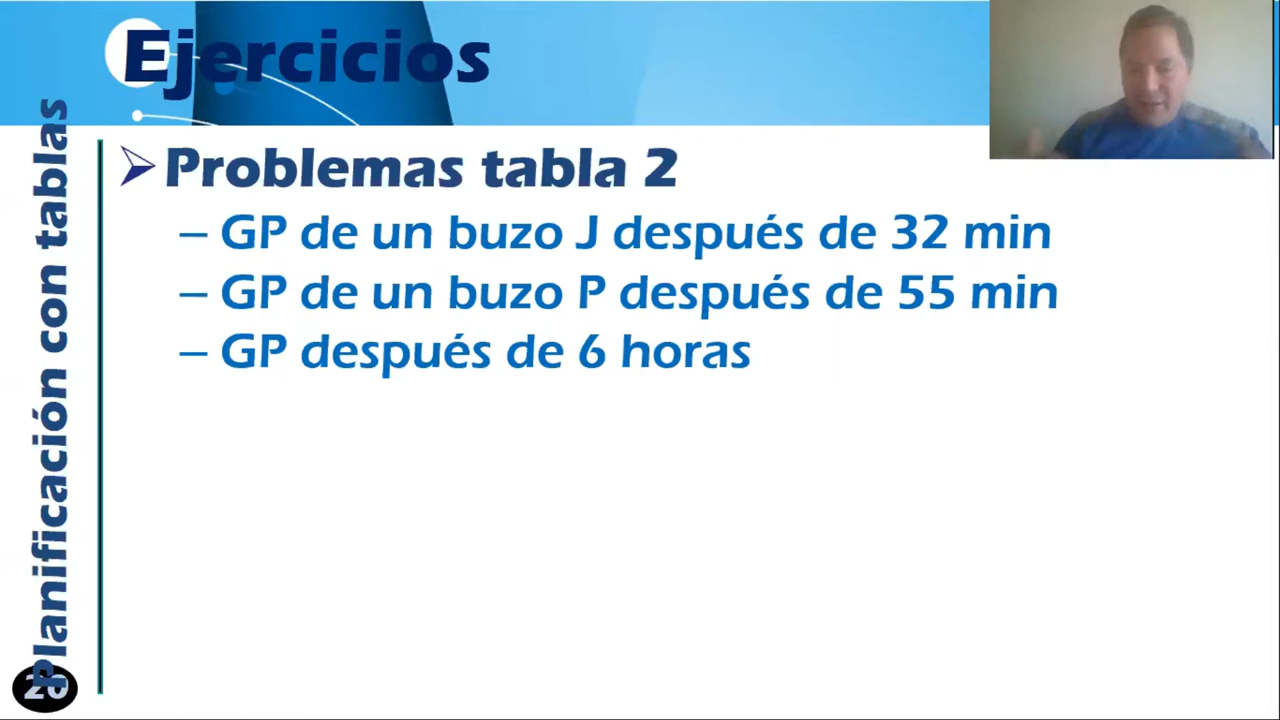 Ejercicios
Planificación con tablas
Problemas tabla 2
– GP de un buzo J después de 32 min
– GP de un buzo P después de 55 min
– GP después de 6 horas
20